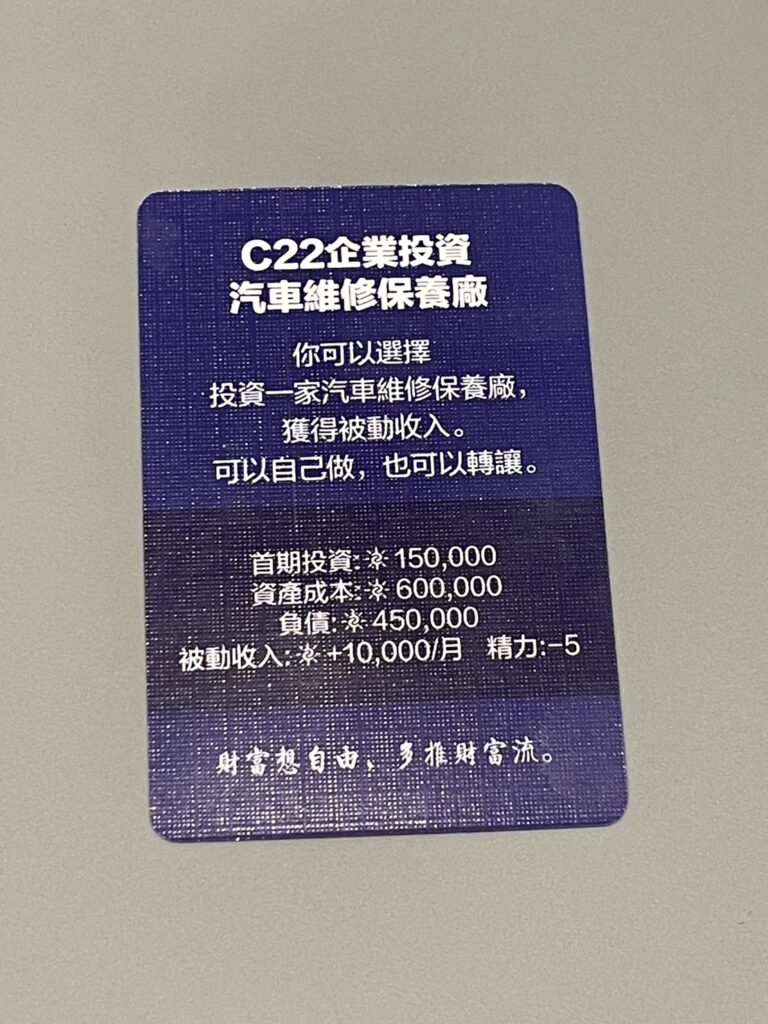 C22企業投資
汽車維修保養廠
你可以選擇
投資一家汽車維修保養廠，
獲得被動收入。
可以自己做，也可以轉讓。
首期投資: 150,000
資產成本: 600,000
負債: 450,000
被動收入: +10,000/月 精力:-5
財富想自由，多推財富流。